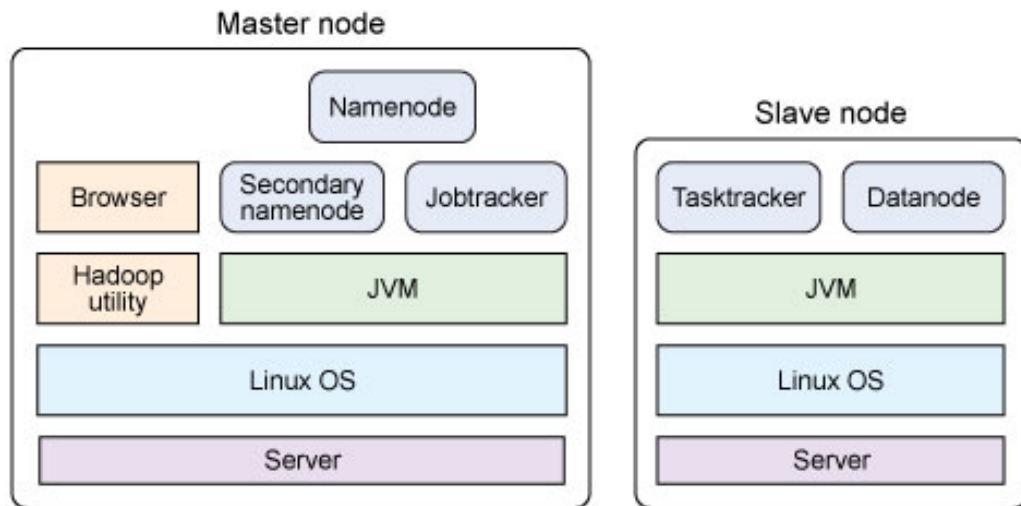 Master node
Namenode
Browser
Secondary
namenode
Jobtracker
Hadoop
utility
JVM
Linux OS
Server
Slave node
Tasktracker
Datanode
JVM
Linux OS
Server